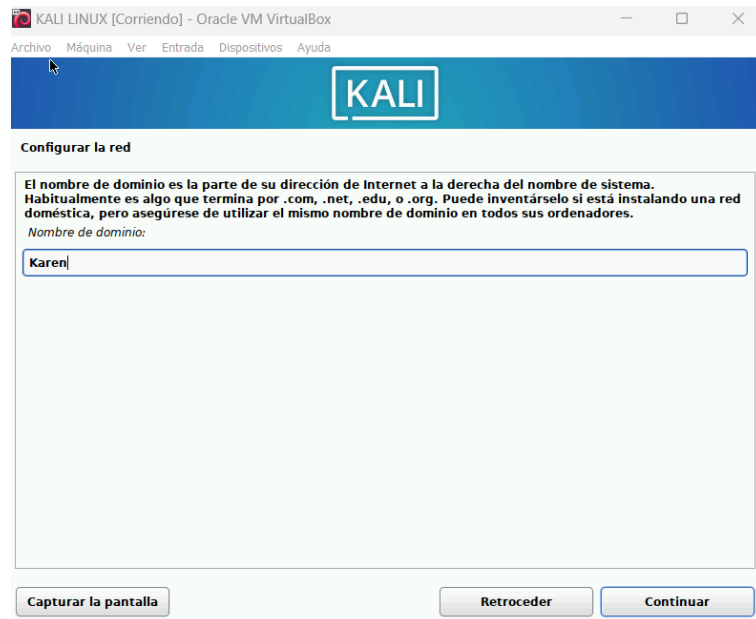 KALI LINUX [Corriendo] - Oracle VM VirtualBox
Archivo Máquina Ver Entrada Dispositivos Ayuda
KALI
Configurar la red
El nombre de dominio es la parte de su dirección de Internet a la derecha del nombre de sistema.
Habitualmente es algo que termina por .com, .net, .edu, o .org. Puede inventárselo si está instalando una red
doméstica, pero asegúrese de utilizar el mismo nombre de dominio en todos sus ordenadores.
Nombre de dominio:
Karen
Capturar la pantalla Retroceder Continuar